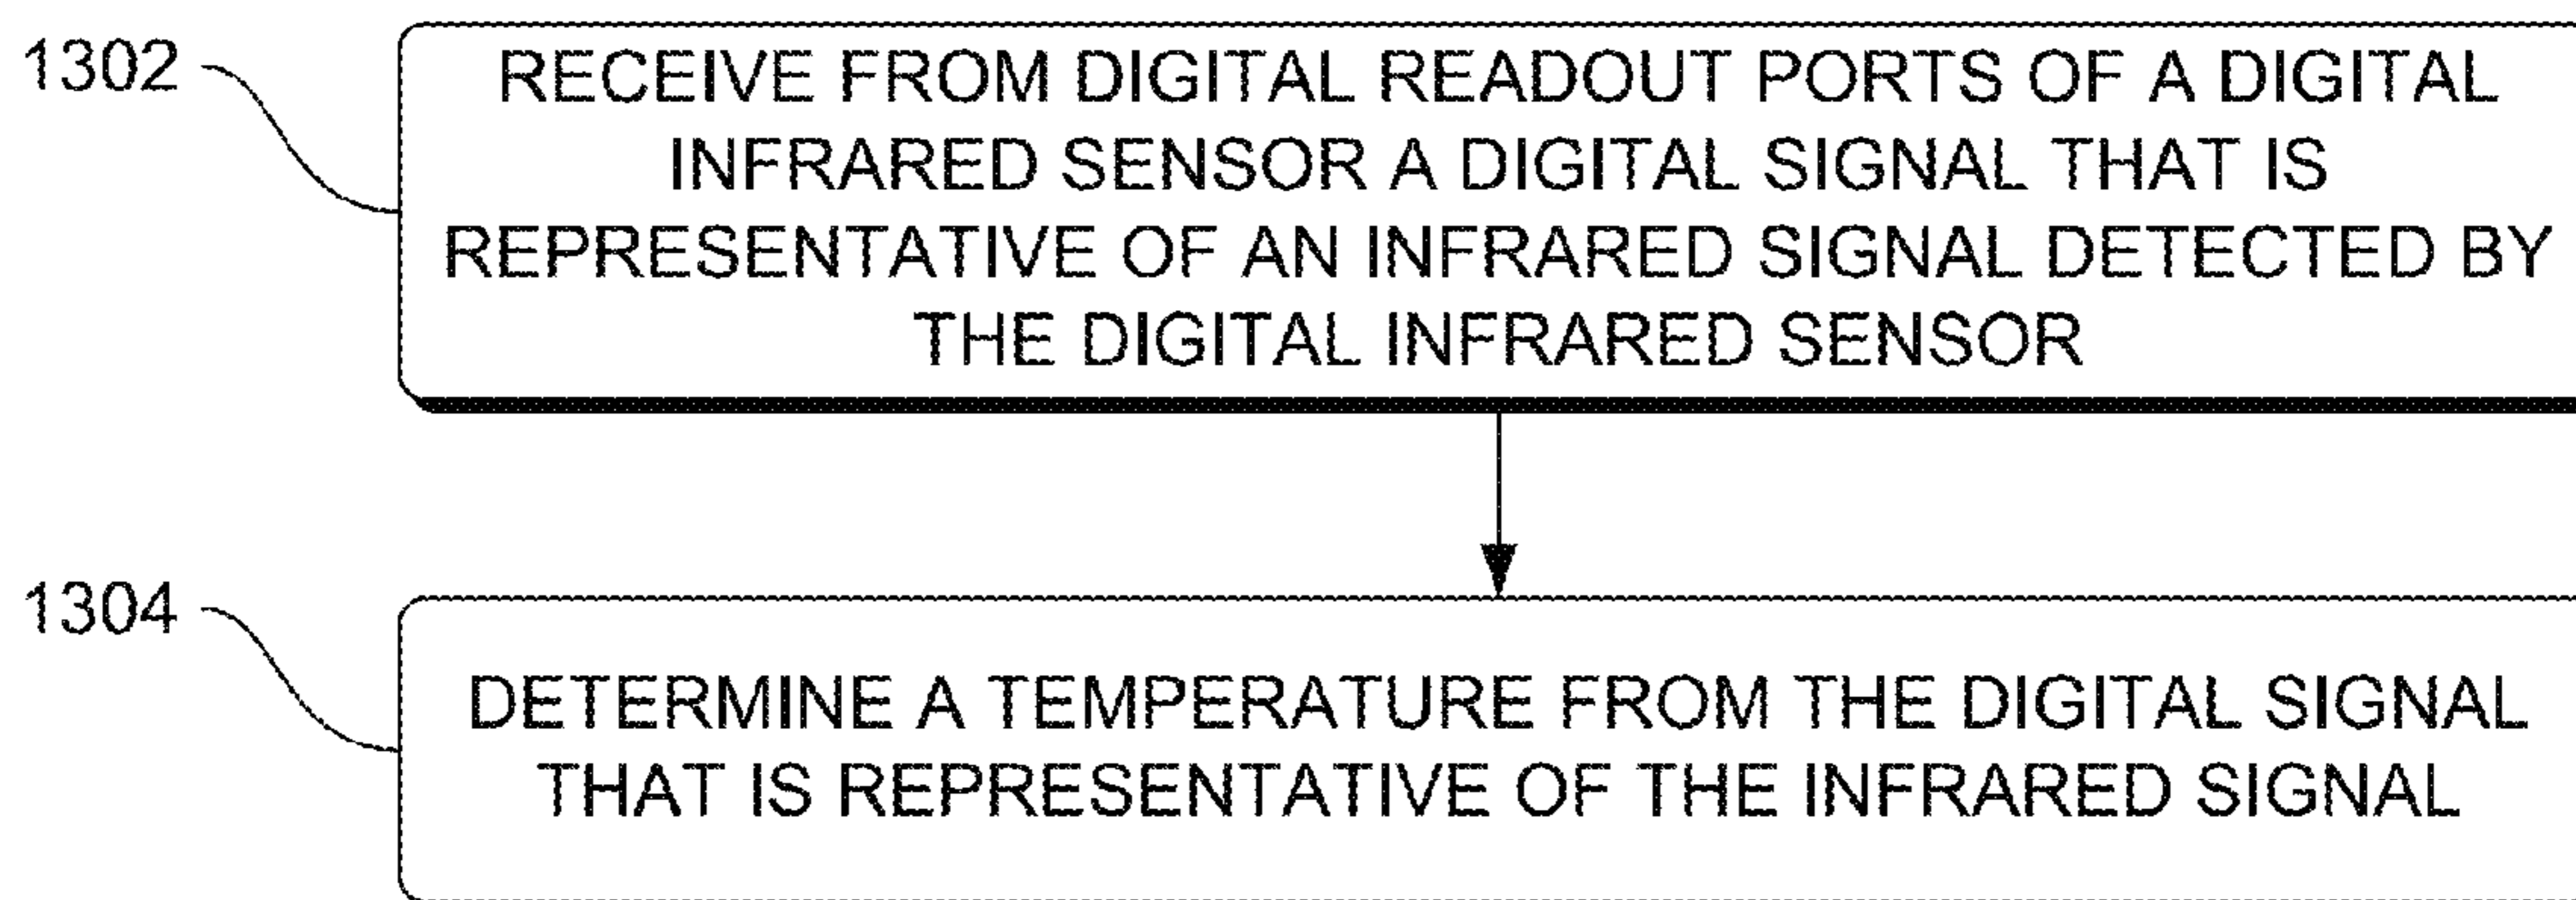 1302
RECEIVE FROM DIGITAL READOUT PORTS OF A DIGITAL
INFRARED SENSOR A DIGITAL SIGNAL THAT IS
REPRESENTATIVE OF AN INFRARED SIGNAL DETECTED BY
THE DIGITAL INFRARED SENSOR
1304
DETERMINE A TEMPERATURE FROM THE DIGITAL SIGNAL
THAT IS REPRESENTATIVE OF THE INFRARED SIGNAL